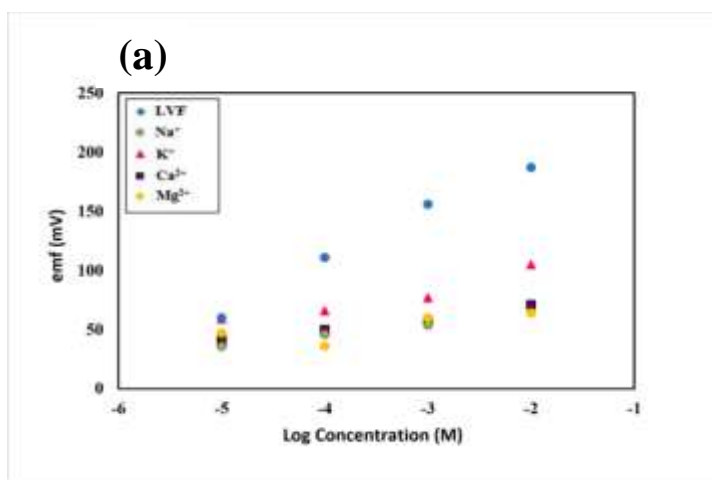 (a)
250
200
150
100
50
0
emf (mV)
LVF
Na⁺
K⁺
Ca²⁺
Mg²⁺
-6 -5 -4 -3 -2 -1
Log Concentration (M)